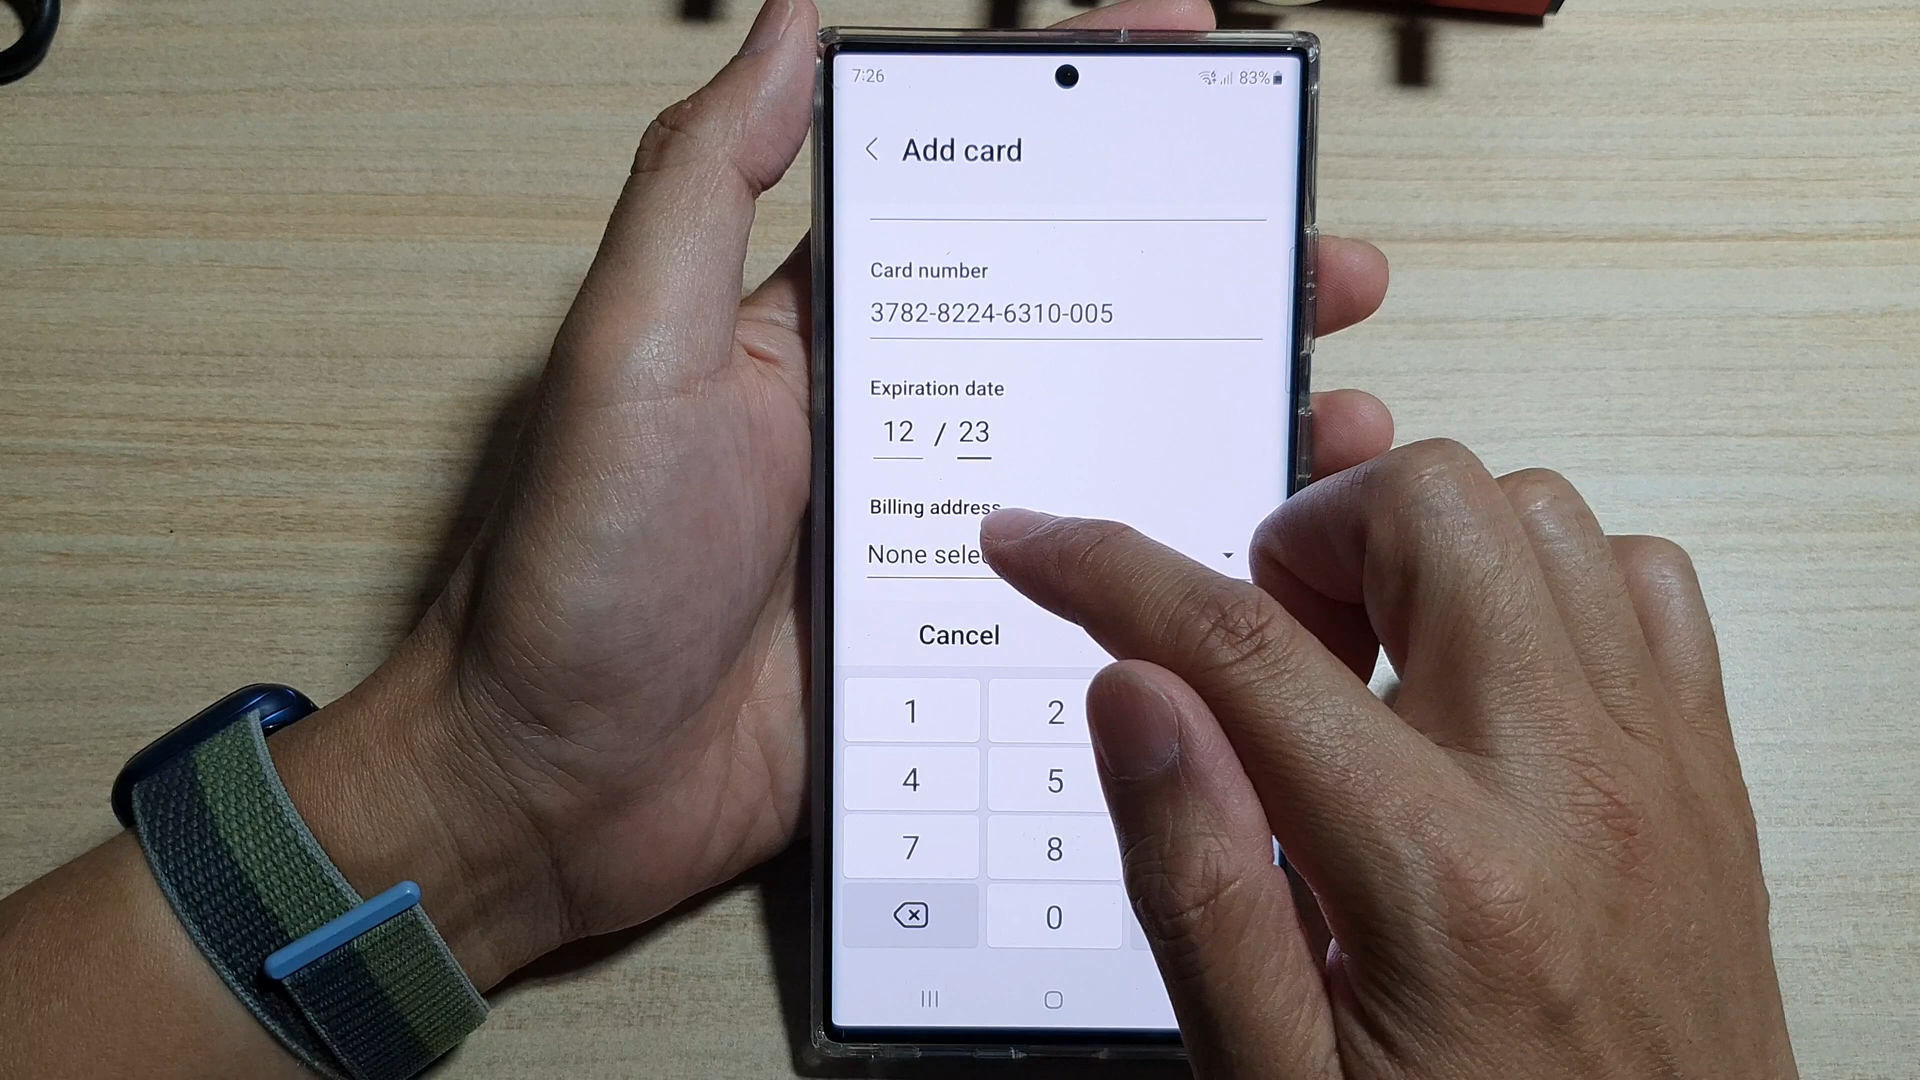 7:26 83%
Add card
Card number
3782-8224-6310-005
Expiration date
12 / 23
Billing address
None selec
Cancel
1 2
4 5
7 8
0